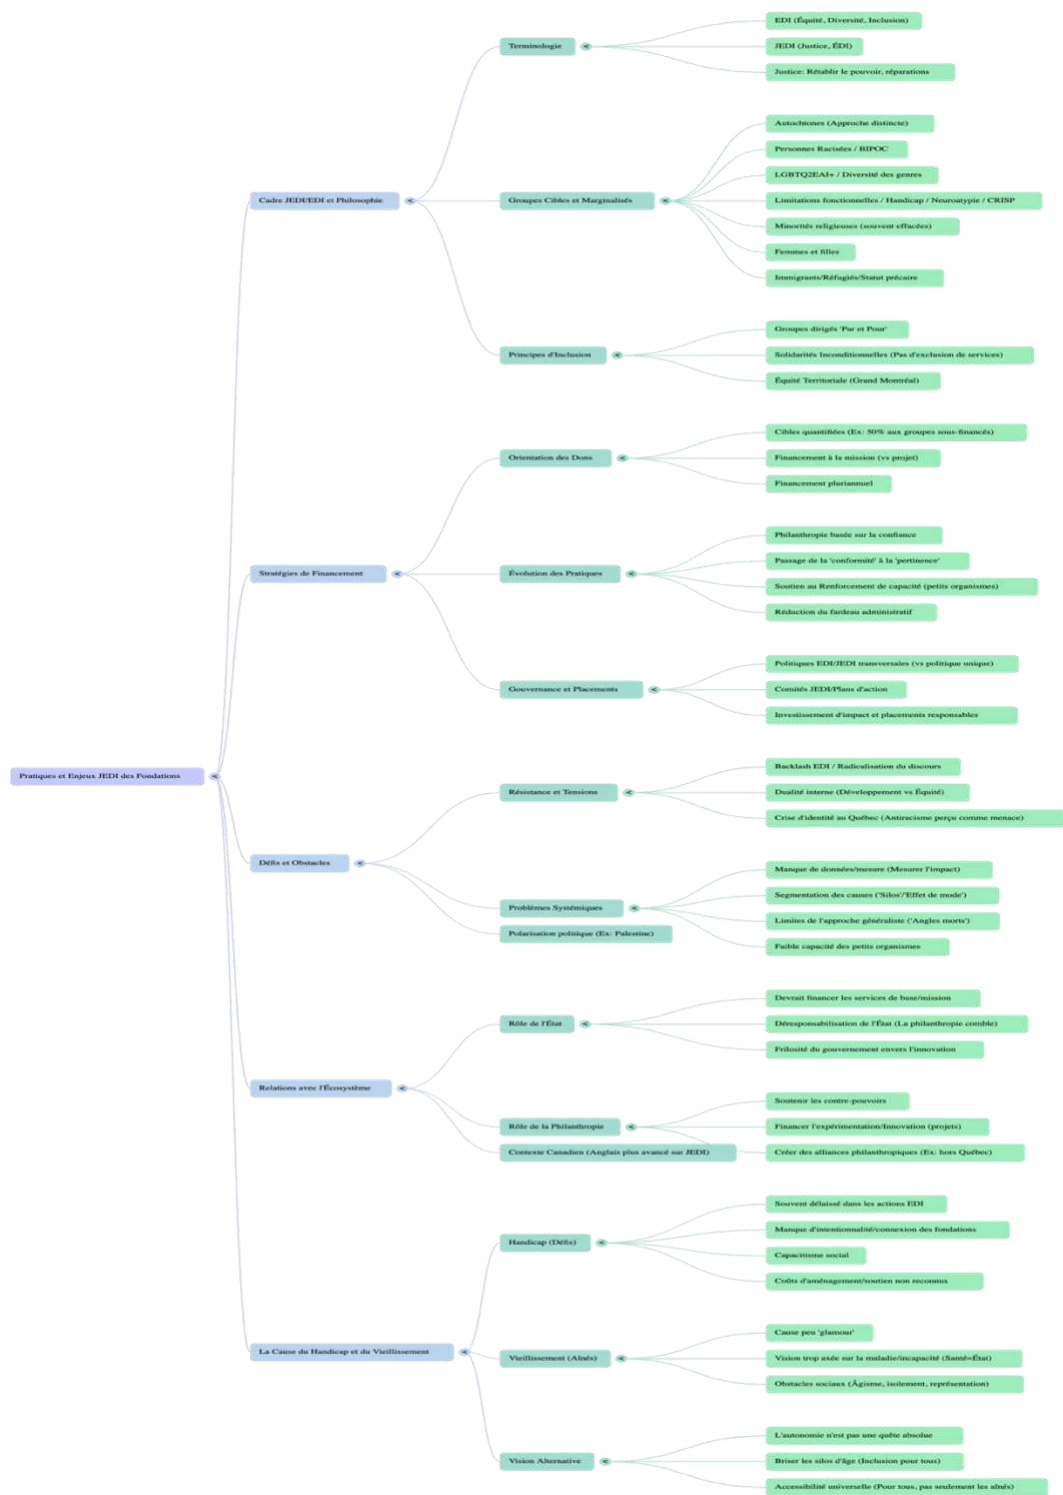 Pratiques et Enjeux JEDI des Fondations
Cadre JEDI/EDI et Philosophie
Terminologie
EDI (Équité, Diversité, Inclusion)
JEDI (Justice, ÉDI)
Justice: Rétablir le pouvoir, réparations
Groupes Cibles et Marginalisés
Autochtones (Approche distincte)
Personnes Racisées / BIPOC
LGBTQ2EAI+ / Diversité des genres
Limitations fonctionnelles / Handicap / Neuroatypie / CRISP
Minorités religieuses (souvent effacées)
Femmes et filles
Immigrants/Réfugiés/Statut précaire
Principes d'Inclusion
Groupes dirigés 'Par et Pour'
Solidarités Inconditionnelles (Pas d'exclusion de services)
Équité Territoriale (Grand Montréal)
Stratégies de Financement
Orientation des Dons
Cibles quantifiées (Ex: 50% aux groupes sous-financés)
Financement à la mission (vs projet)
Financement pluriannuel
Évolution des Pratiques
Philanthropie basée sur la confiance
Passage de la 'conformité' à la 'pertinence'
Soutien au Renforcement de capacité (petits organismes)
Réduction du fardeau administratif
Gouvernance et Placements
Politiques EDI/JEDI transversales (vs politique unique)
Comités JEDI/Plans d'action
Investissement d'impact et placements responsables
Défis et Obstacles
Résistance et Tensions
Backlash EDI / Radicalisation du discours
Dualité interne (Développement vs Équité)
Crise d'identité au Québec (Antiracisme perçu comme menace)
Problèmes Systémiques
Manque de données/mesure (Mesurer l'impact)
Segmentation des causes ('Silos'/'Effet de mode')
Limites de l'approche généraliste ('Angles morts')
Faible capacité des petits organismes
Polarisation politique (Ex: Palestine)
Relations avec l'Écosystème
Rôle de l'État
Devrait financer les services de base/mission
Déresponsabilisation de l'État (La philanthropie comble)
Frilosité du gouvernement envers l'innovation
Rôle de la Philanthropie
Soutenir les contre-pouvoirs
Financer l'expérimentation/Innovation (projets)
Créer des alliances philanthropiques (Ex: hors Québec)
Contexte Canadien (Anglais plus avancé sur JEDI)
La Cause du Handicap et du Vieillissement
Handicap (Défis)
Souvent délaissé dans les actions EDI
Manque d'intentionnalité/connexion des fondations
Capacitisme social
Coûts d'aménagement/soutien non reconnus
Vieillissement (Aînés)
Cause peu 'glamour'
Vision trop axée sur la maladie/incapacité (Santé=État)
Obstacles sociaux (Âgisme, isolement, représentation)
Vision Alternative
L'autonomie n'est pas une quête absolue
Briser les silos d'âge (Inclusion pour tous)
Accessibilité universelle (Pour tous, pas seulement les aînés)